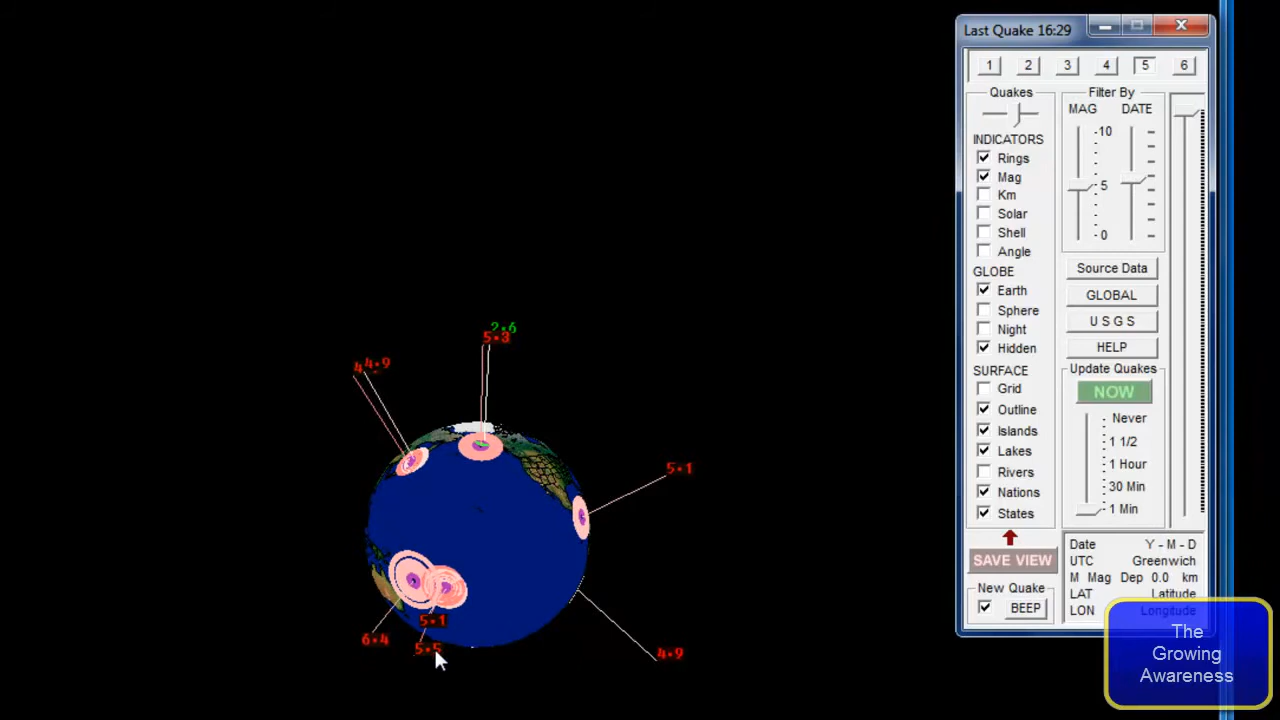 Last Quake 16:29
1 2 3 4 5 6
Quakes
INDICATORS
Rings
Mag
Km
Solar
Shell
Angle
GLOBE
Earth
Sphere
Night
Hidden
SURFACE
Grid
Outline
Islands
Lakes
Rivers
Nations
States
SAVE VIEW
New Quake
BEEP
Filter By
MAG DATE
10
5
0
Source Data
GLOBAL
U S G S
HELP
Update Quakes
NOW
Never
1 1/2
1 Hour
30 Min
1 Min
Date Y - M - D
UTC Greenwich
M Mag Dep 0.0 km
LAT Latitude
LON Longitude
2•6
5•3
4•9
5•1
5•1
6•4
5•5
4•9
The
Growing
Awareness